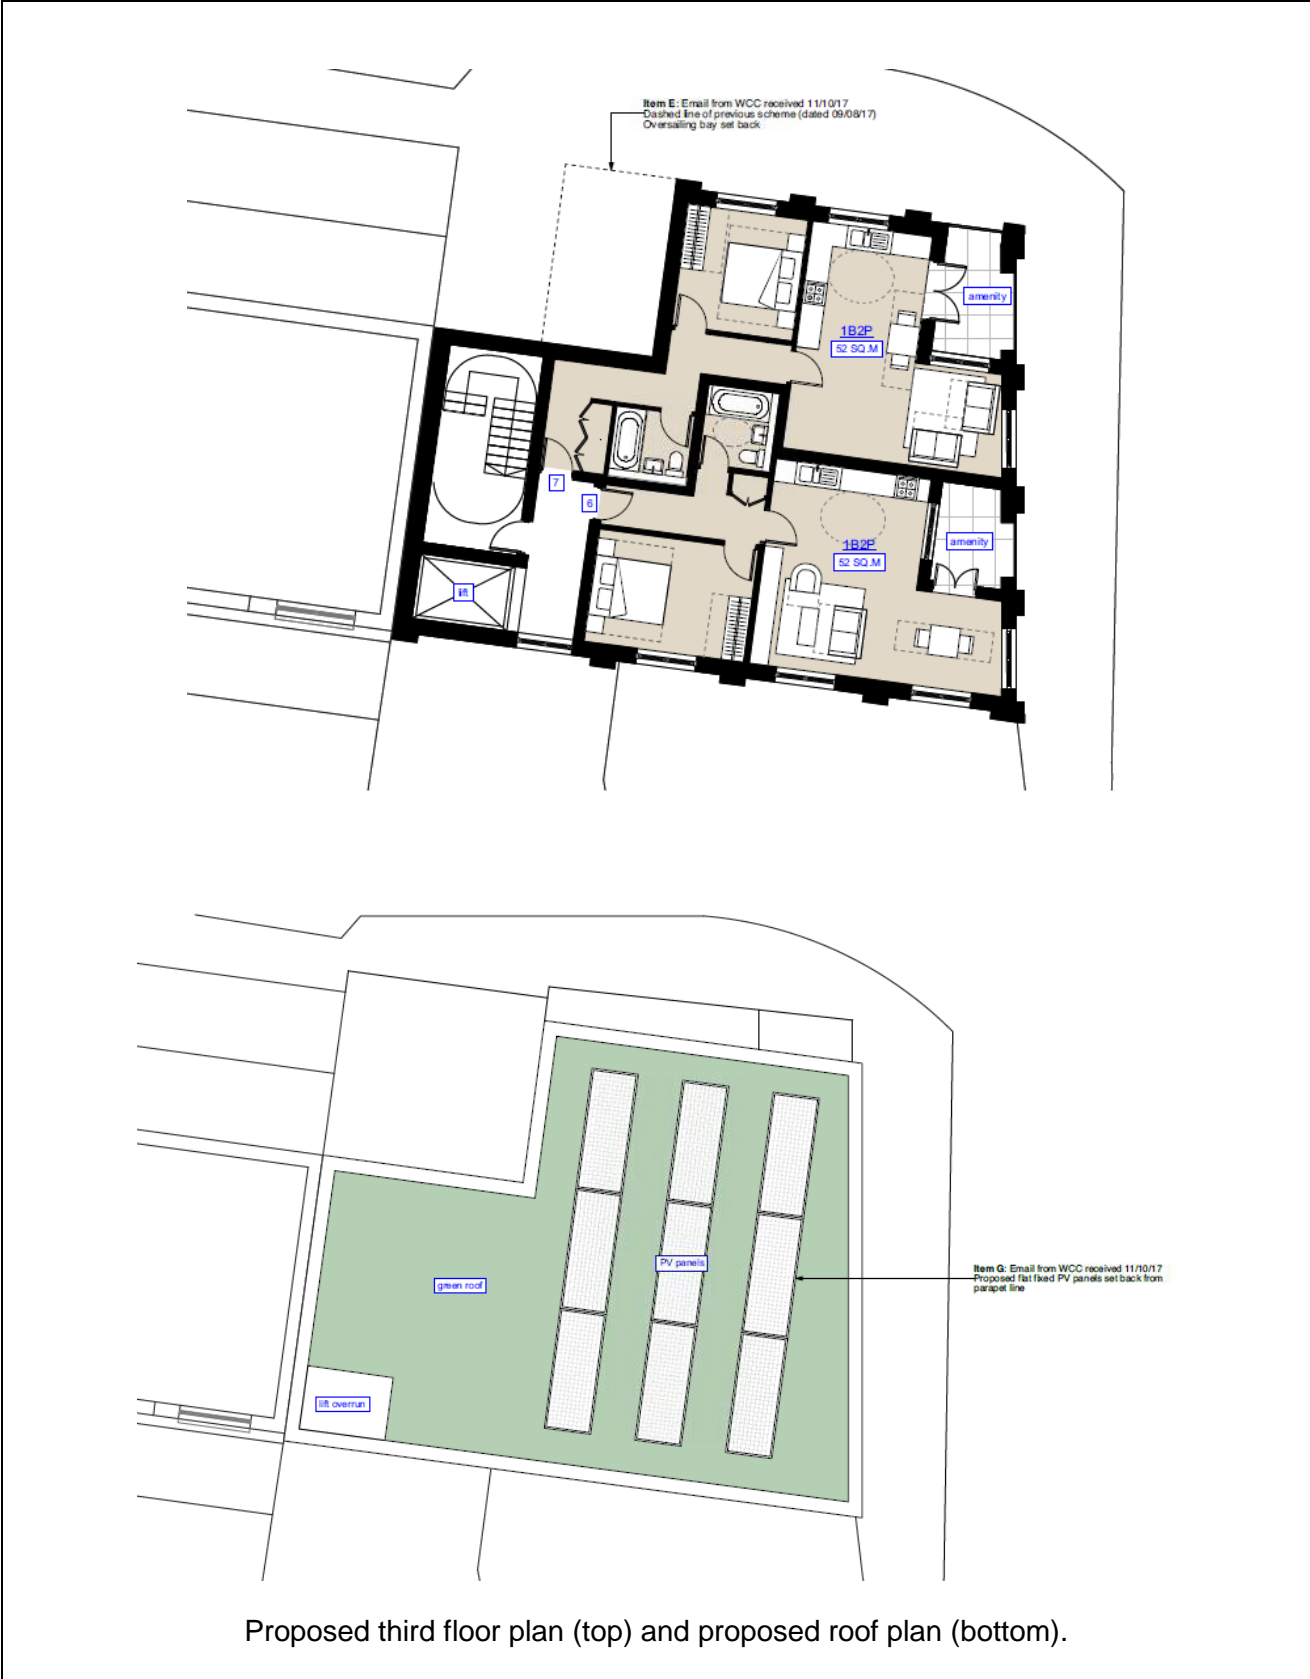 Item E: Email from WCC received 11/10/17
Dashed line of previous scheme (dated 09/08/17)
Oversailing bay set back
amenity
1B2P
52 SQ.M
7
6
1B2P
52 SQ.M
amenity
lift
PV panels
green roof
Item G: Email from WCC received 11/10/17
Proposed flat fixed PV panels set back from
parapet line
lift overrun
Proposed third floor plan (top) and proposed roof plan (bottom).